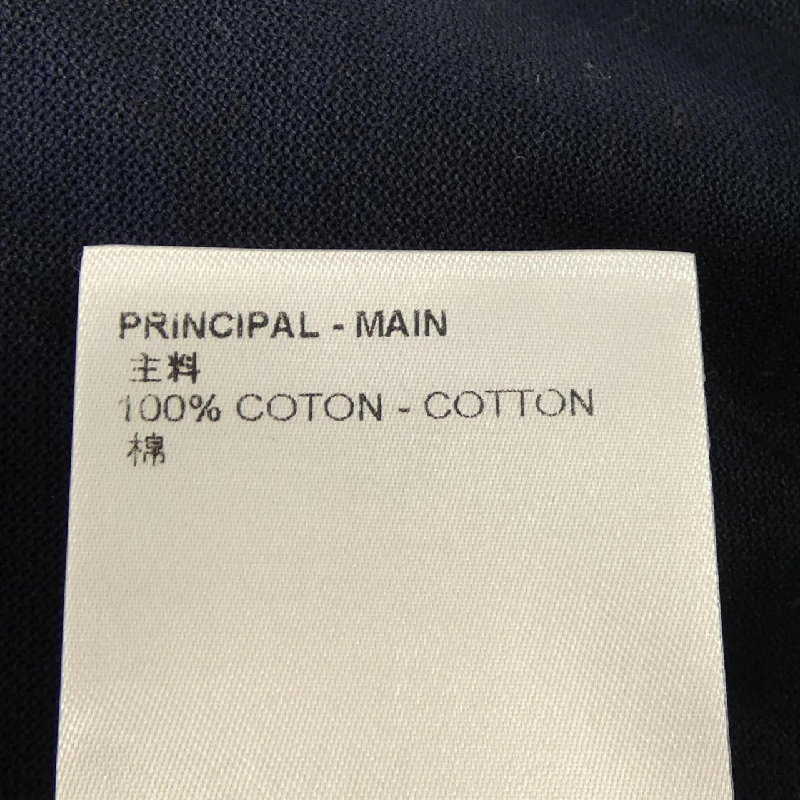 PRINCIPAL - MAIN
主料
100% COTON - COTTON
棉